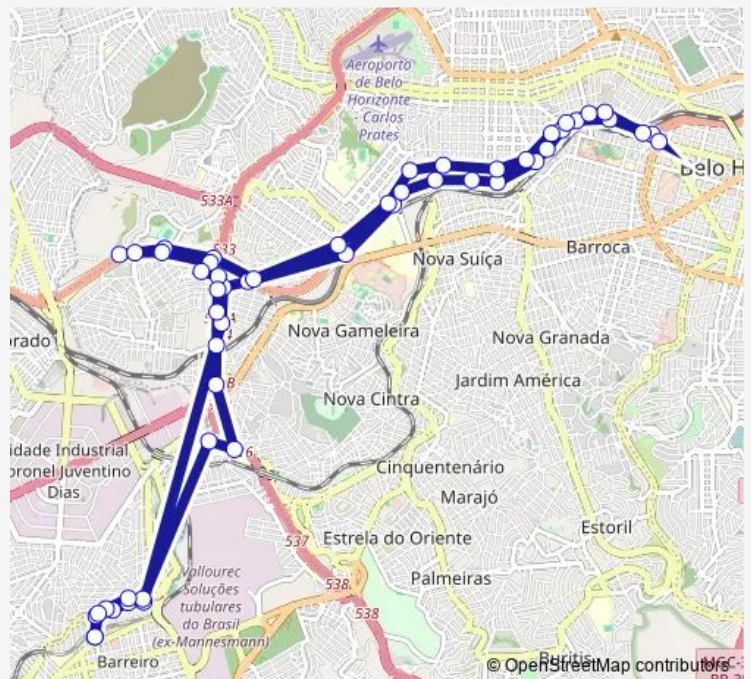 Aeroporto
de Belo
Horizonte
- Carlos
Prates
Belo H
533A
533
Nova Suíça
Barroca
Nova Gameleira
Nova Granada
orado
Jardim América
Nova Cintra
idade Industrial
oronel Juventino
Dias
6
Cinquentenário
Marajó
Estoril
537
Estrela do Oriente
538
Palmeiras
538
Vallourec
Soluções
tubulares
do Brasil
(ex-Mannesmann)
Barreiro
Buritis
© OpenStreetMap contributors